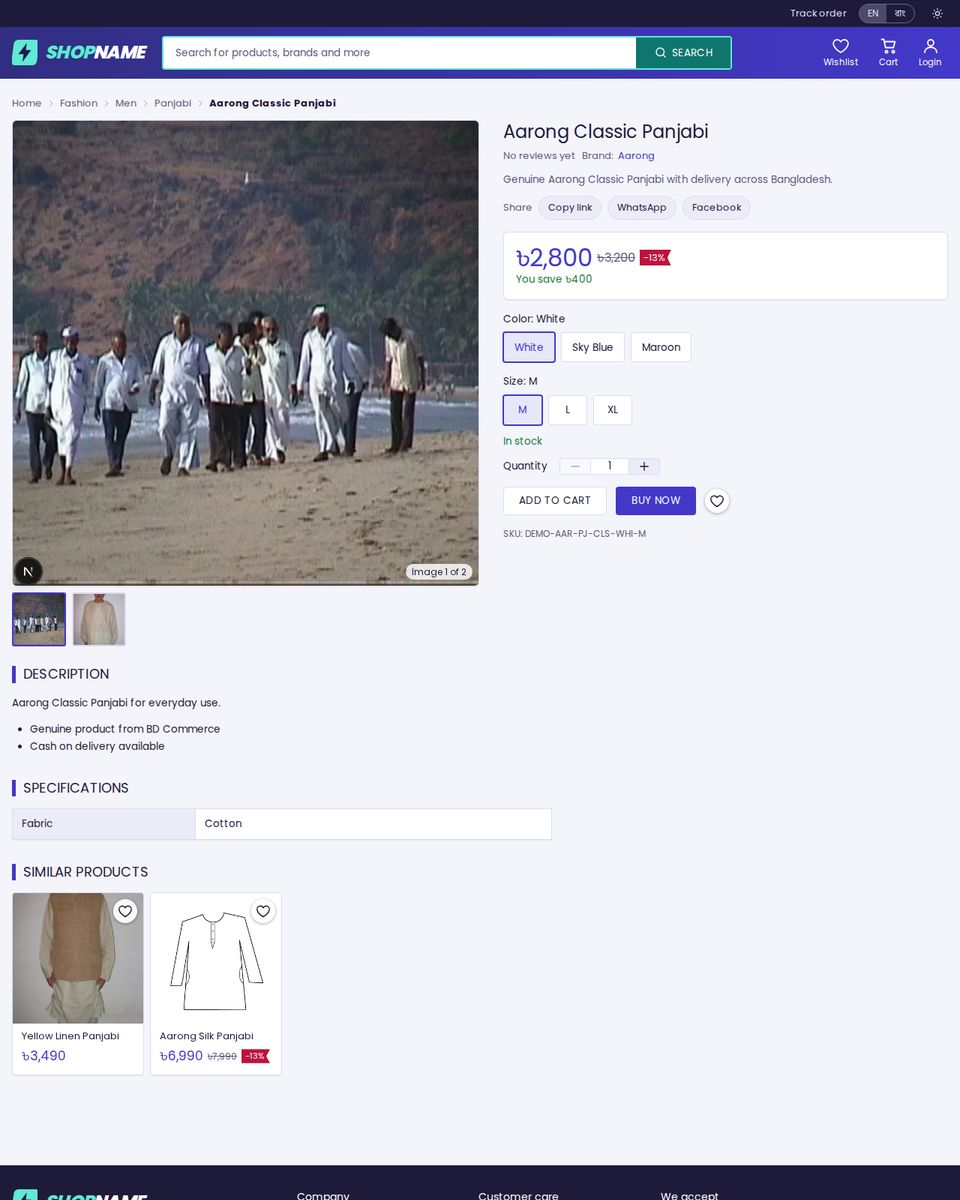 Track order EN বাং
SHOPNAME Search for products, brands and more SEARCH Wishlist Cart Login
Home > Fashion > Men > Panjabi > Aarong Classic Panjabi
Aarong Classic Panjabi
No reviews yet Brand: Aarong
Genuine Aarong Classic Panjabi with delivery across Bangladesh.
Share Copy link WhatsApp Facebook
৳2,800 ৳3,200 -13%
You save ৳400
Color: White
White Sky Blue Maroon
Size: M
M L XL
In stock
Quantity − 1 +
ADD TO CART BUY NOW
SKU: DEMO-AAR-PJ-CLS-WHI-M
N Image 1 of 2
DESCRIPTION
Aarong Classic Panjabi for everyday use.
• Genuine product from BD Commerce
• Cash on delivery available
SPECIFICATIONS
Fabric Cotton
SIMILAR PRODUCTS
Yellow Linen Panjabi
৳3,490
Aarong Silk Panjabi
৳6,990 ৳7,990 -13%
SHOPNAME Company Customer care We accept